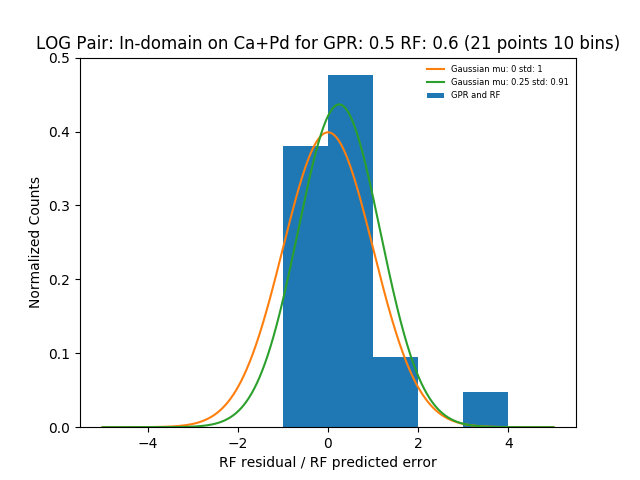 LOG Pair: In-domain on Ca+Pd for GPR: 0.5 RF: 0.6 (21 points 10 bins)
Gaussian mu: 0 std: 1
Gaussian mu: 0.25 std: 0.91
GPR and RF
Normalized Counts
0.5
0.4
0.3
0.2
0.1
0.0
−4
−2
0
2
4
RF residual / RF predicted error